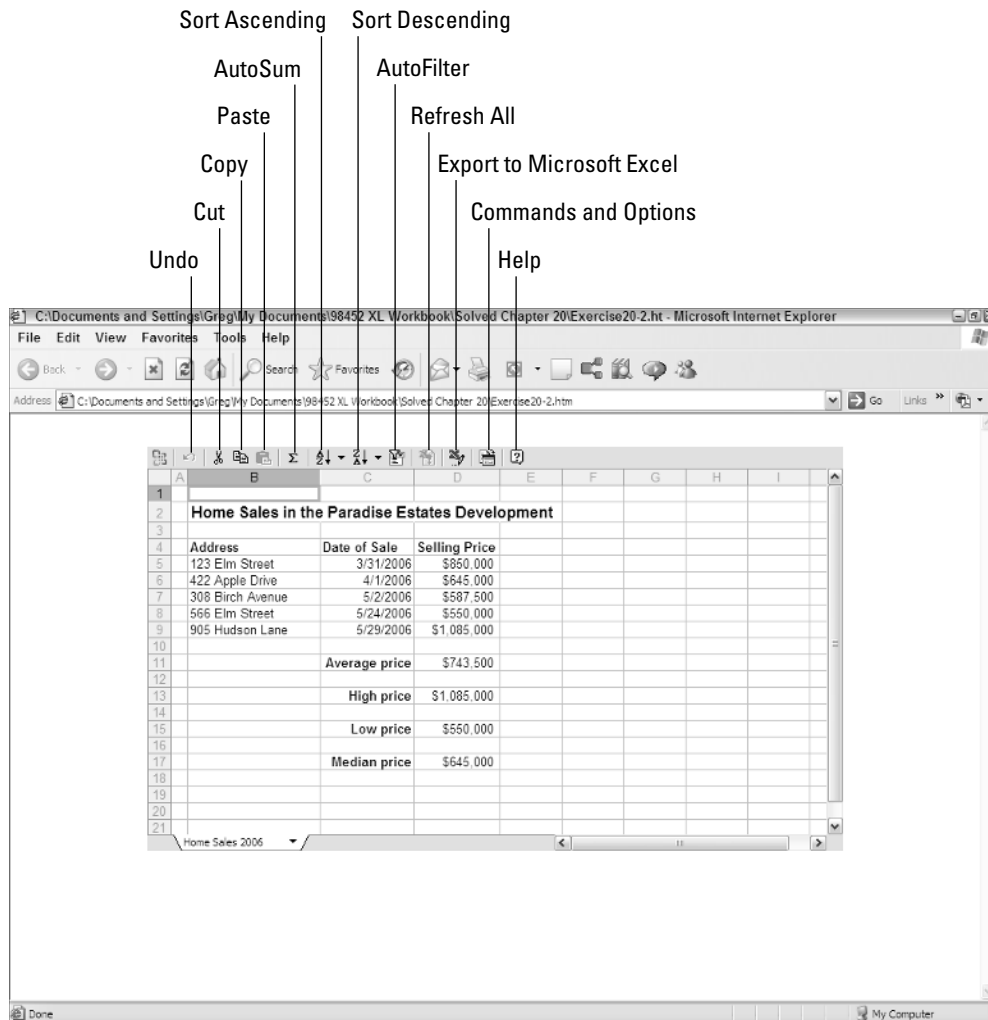 Sort Ascending Sort Descending
AutoSum AutoFilter
Paste Refresh All
Copy Export to Microsoft Excel
Cut Commands and Options
Undo Help
C:\Documents and Settings\Greg\My Documents\98452 XL Workbook\Solved Chapter 20\Exercise20-2.ht - Microsoft Internet Explorer
File Edit View Favorites Tools Help
Back Search Favorites
Address C:\Documents and Settings\Greg\My Documents\98452 XL Workbook\Solved Chapter 20\Exercise20-2.htm Go Links »
A B C D E F G H I
1
2 Home Sales in the Paradise Estates Development
3
4 Address Date of Sale Selling Price
5 123 Elm Street 3/31/2006 $850,000
6 422 Apple Drive 4/1/2006 $645,000
7 308 Birch Avenue 5/2/2006 $587,500
8 566 Elm Street 5/24/2006 $550,000
9 905 Hudson Lane 5/29/2006 $1,085,000
10
11 Average price $743,500
12
13 High price $1,085,000
14
15 Low price $550,000
16
17 Median price $645,000
18
19
20
21
Home Sales 2006
Done My Computer